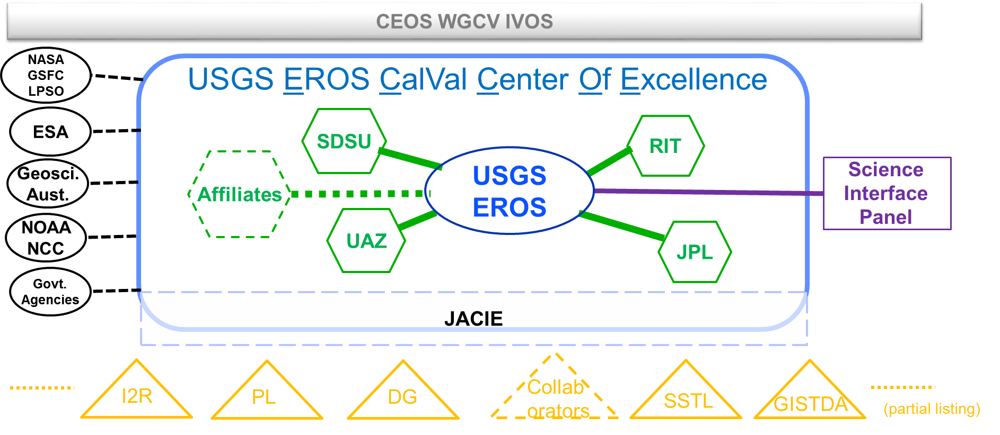 CEOS WGCV IVOS
NASA
GSFC
LPSO
USGS EROS CalVal Center Of Excellence
ESA
SDSU
RIT
Geosci.
Aust.
Affiliates
USGS
EROS
Science
Interface
Panel
NOAA
NCC
UAZ
JPL
Govt.
Agencies
JACIE
I2R
PL
DG
Collab
orators
SSTL
GISTDA
(partial listing)